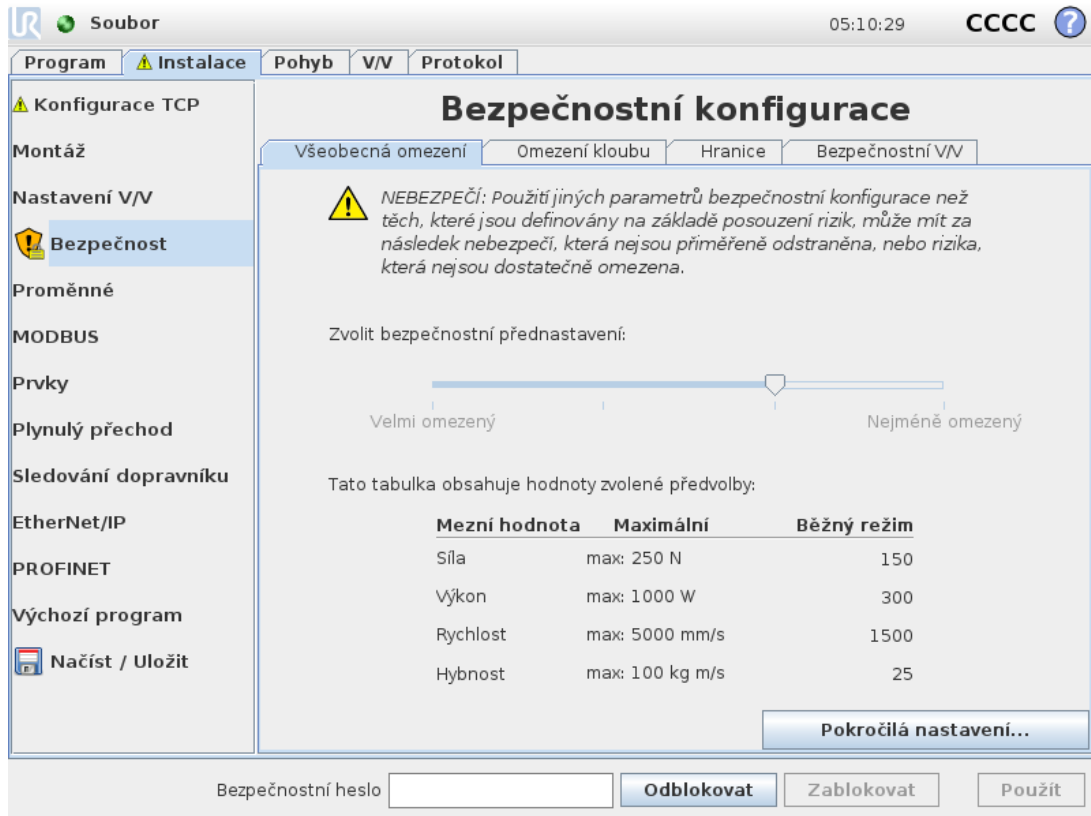 Soubor
05:10:29
CCCC ?
Program
Instalace
Pohyb
V/V
Protokol
Konfigurace TCP
Montáž
Nastavení V/V
Bezpečnost
Proměnné
MODBUS
Prvky
Plynulý přechod
Sledování dopravníku
EtherNet/IP
PROFINET
Výchozí program
Načíst / Uložit
Bezpečnostní konfigurace
Všeobecná omezení
Omezení kloubu
Hranice
Bezpečnostní V/V
NEBEZPEČÍ: Použití jiných parametrů bezpečnostní konfigurace než
těch, které jsou definovány na základě posouzení rizik, může mít za
následek nebezpečí, která nejsou přiměřeně odstraněna, nebo rizika,
která nejsou dostatečně omezena.
Zvolit bezpečnostní přednastavení:
Velmi omezený
Nejméně omezený
Tato tabulka obsahuje hodnoty zvolené předvolby:
Mezní hodnota Maximální Běžný režim
Síla max: 250 N 150
Výkon max: 1000 W 300
Rychlost max: 5000 mm/s 1500
Hybnost max: 100 kg m/s 25
Pokročilá nastavení...
Bezpečnostní heslo
Odblokovat
Zablokovat
Použít